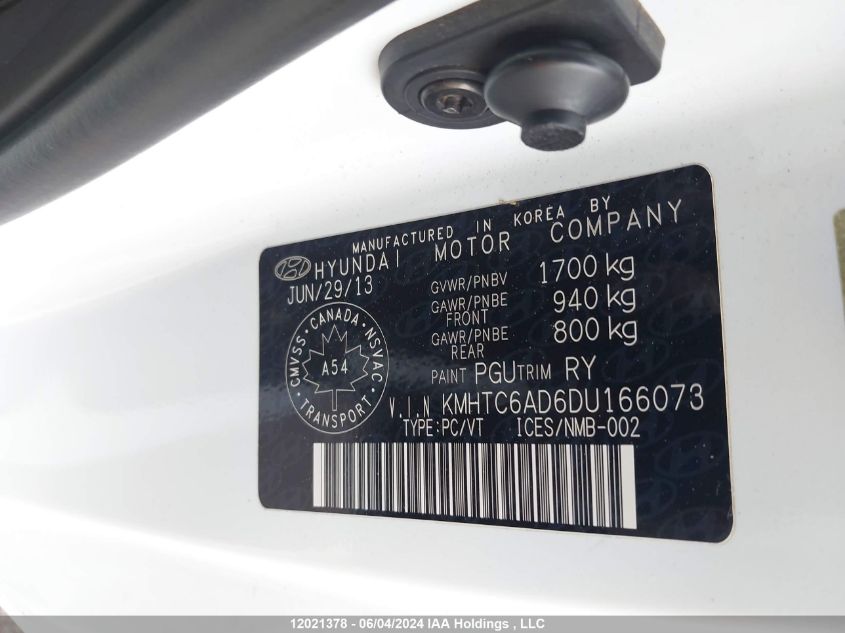 MANUFACTURED IN KOREA BY
HYUNDAI MOTOR COMPANY
JUN/29/13
GVWR/PNBV 1700 kg
GAWR/PNBE FRONT 940 kg
GAWR/PNBE REAR 800 kg
CMVSS · CANADA · NSVAC
A54
TRANSPORT
PAINT PGU TRIM RY
V.I.N KMHTC6AD6DU166073
TYPE:PC/VT ICES/NMB-002
12021378 - 06/04/2024 IAA Holdings , LLC